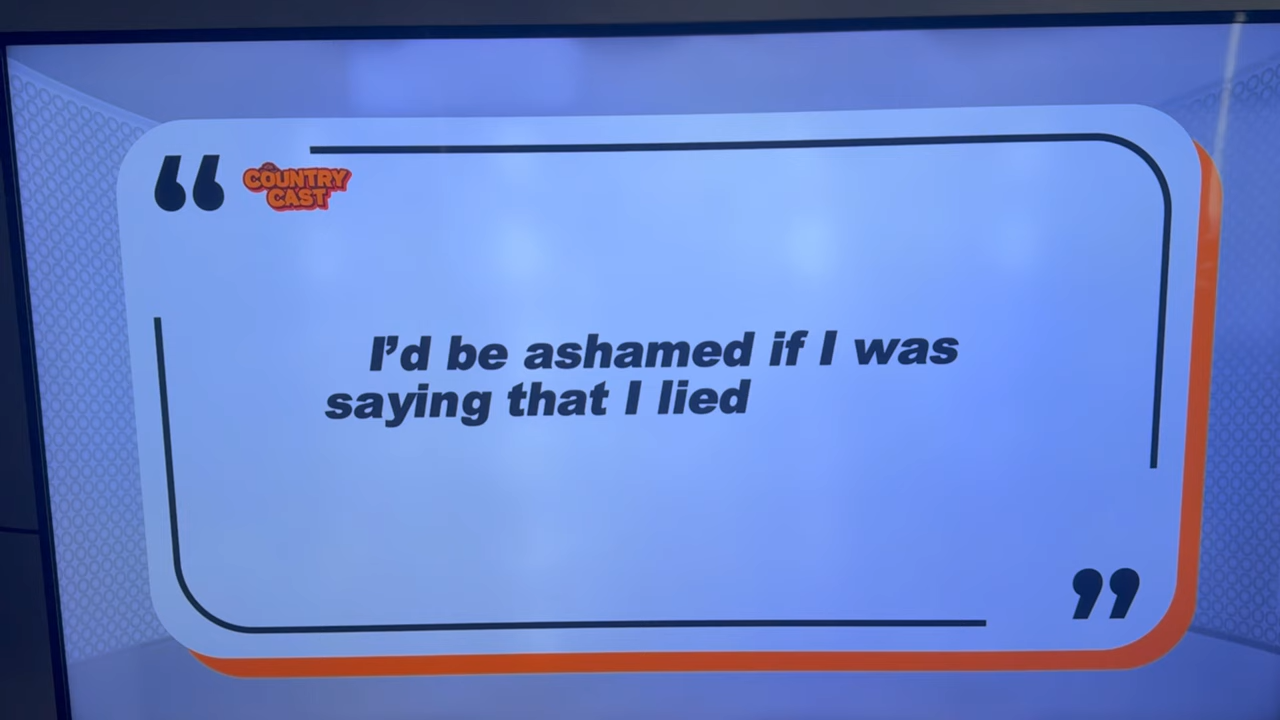 “
COUNTRY
CAST
I’d be ashamed if I was
saying that I lied
”